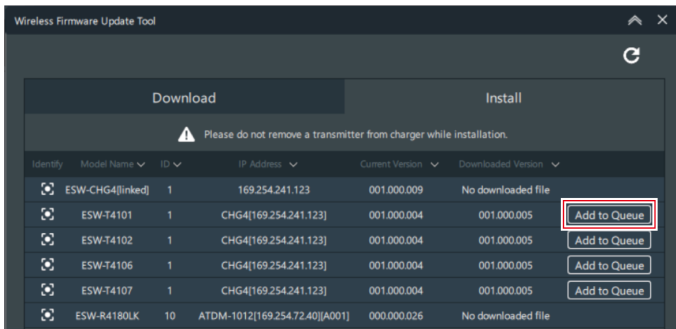 Wireless Firmware Update Tool
Download Install
Please do not remove a transmitter from charger while installation.
Identify Model Name ID IP Address Current Version Downloaded Version
ESW-CHG4[linked] 1 169.254.241.123 001.000.009 No downloaded file
ESW-T4101 1 CHG4[169.254.241.123] 001.000.004 001.000.005 Add to Queue
ESW-T4102 1 CHG4[169.254.241.123] 001.000.004 001.000.005 Add to Queue
ESW-T4106 1 CHG4[169.254.241.123] 001.000.004 001.000.005 Add to Queue
ESW-T4107 1 CHG4[169.254.241.123] 001.000.004 001.000.005 Add to Queue
ESW-R4180LK 10 ATDM-1012[169.254.72.40][A001] 000.000.026 No downloaded file